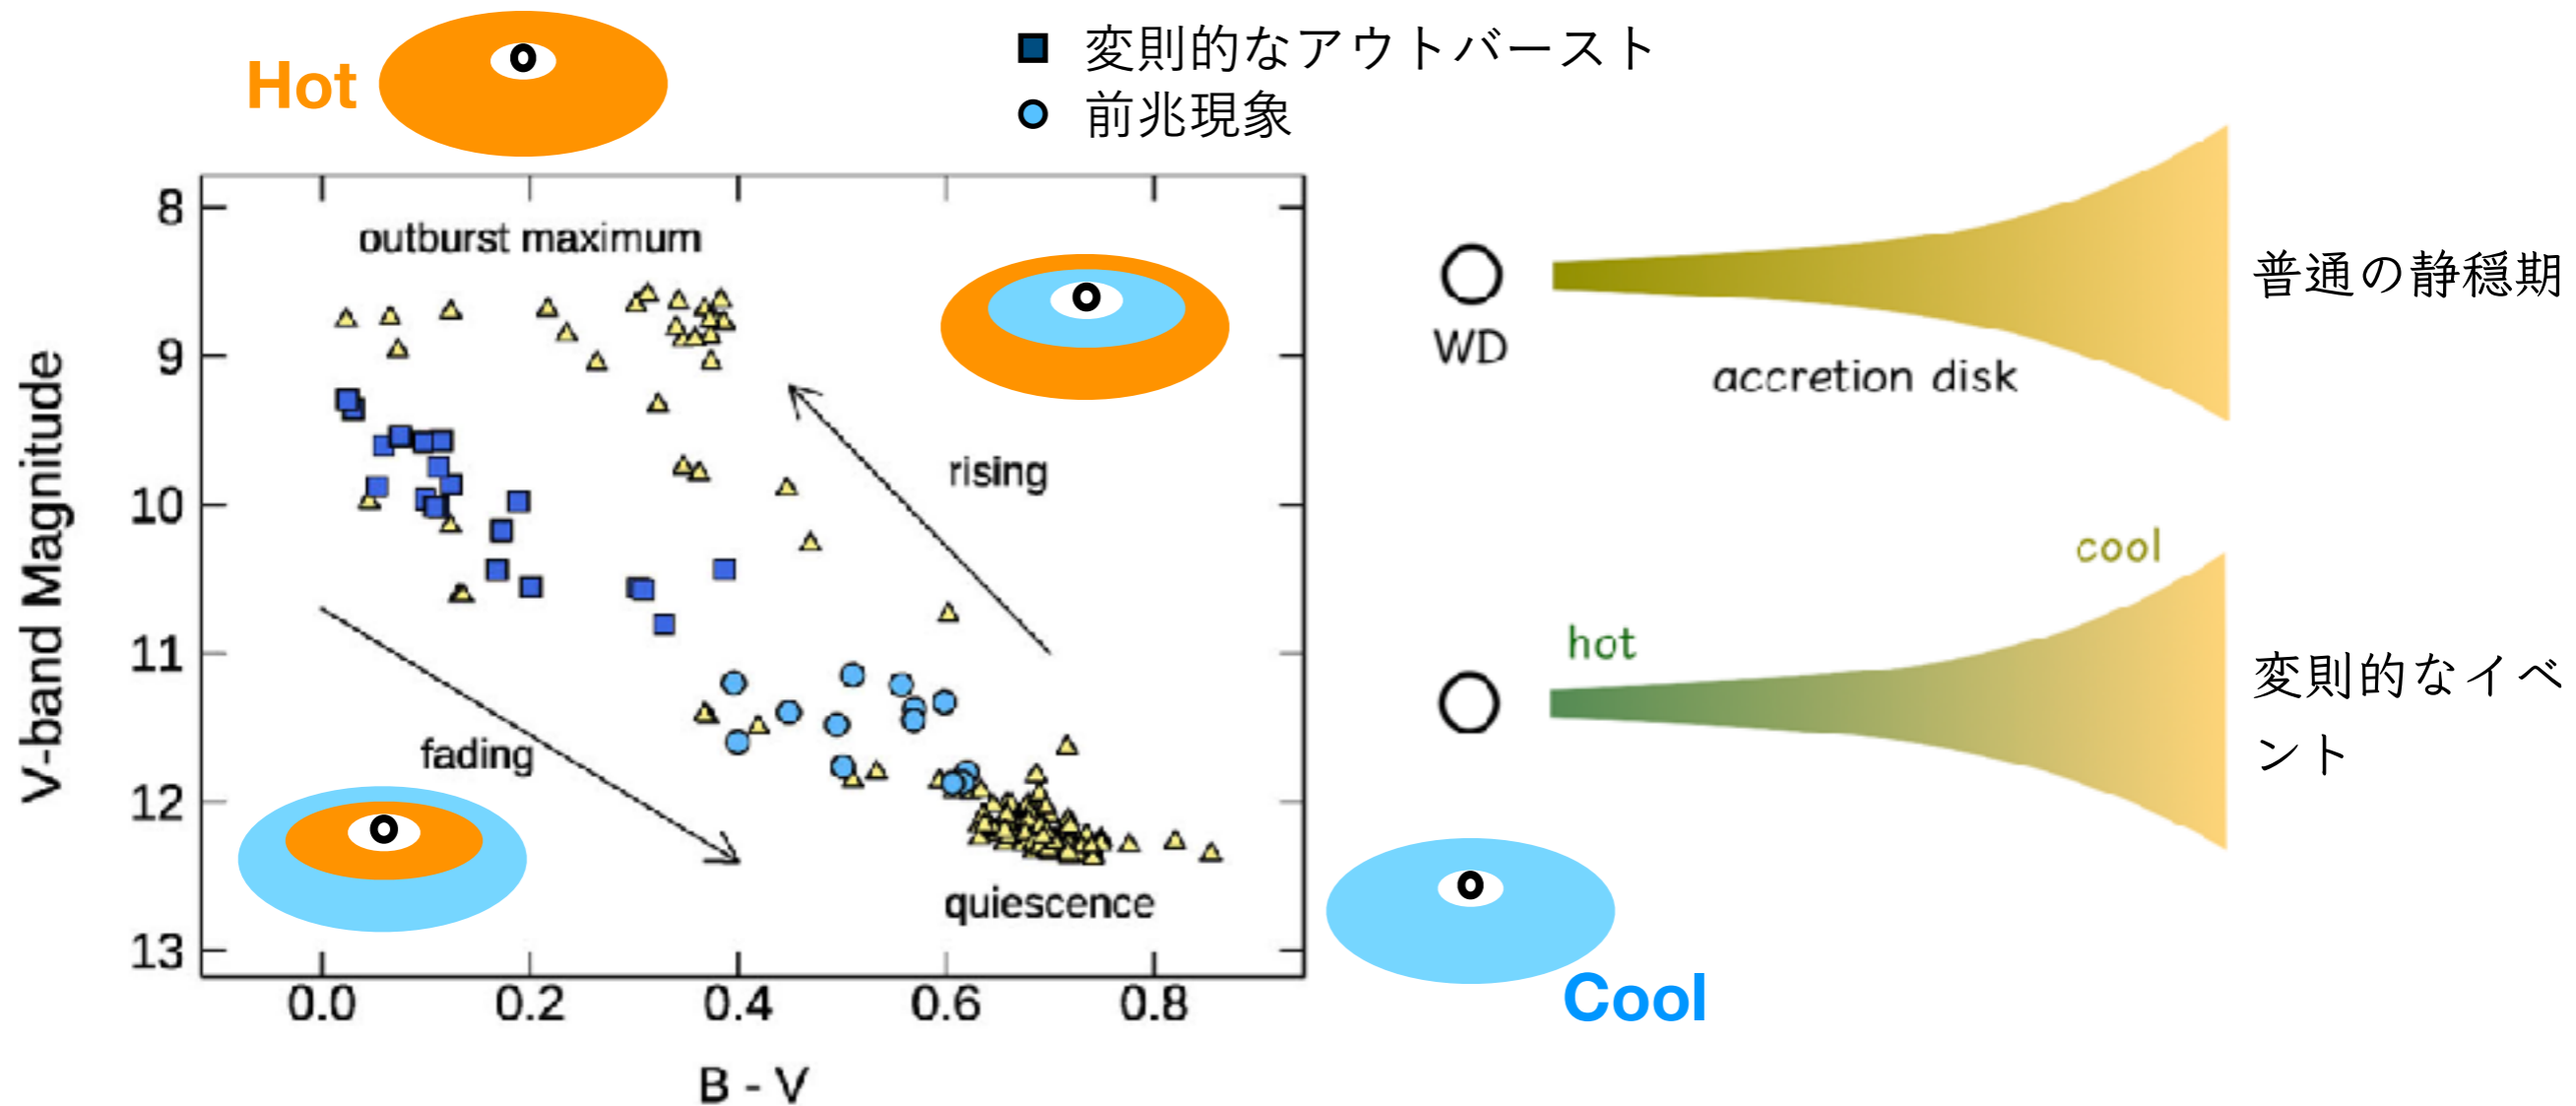 Hot
変則的なアウトバースト
前兆現象
8
9
10
11
12
13
V-band Magnitude
outburst maximum
rising
fading
quiescence
0.0 0.2 0.4 0.6 0.8
B - V
WD
accretion disk
普通の静穏期
cool
hot
変則的なイベ
ント
Cool